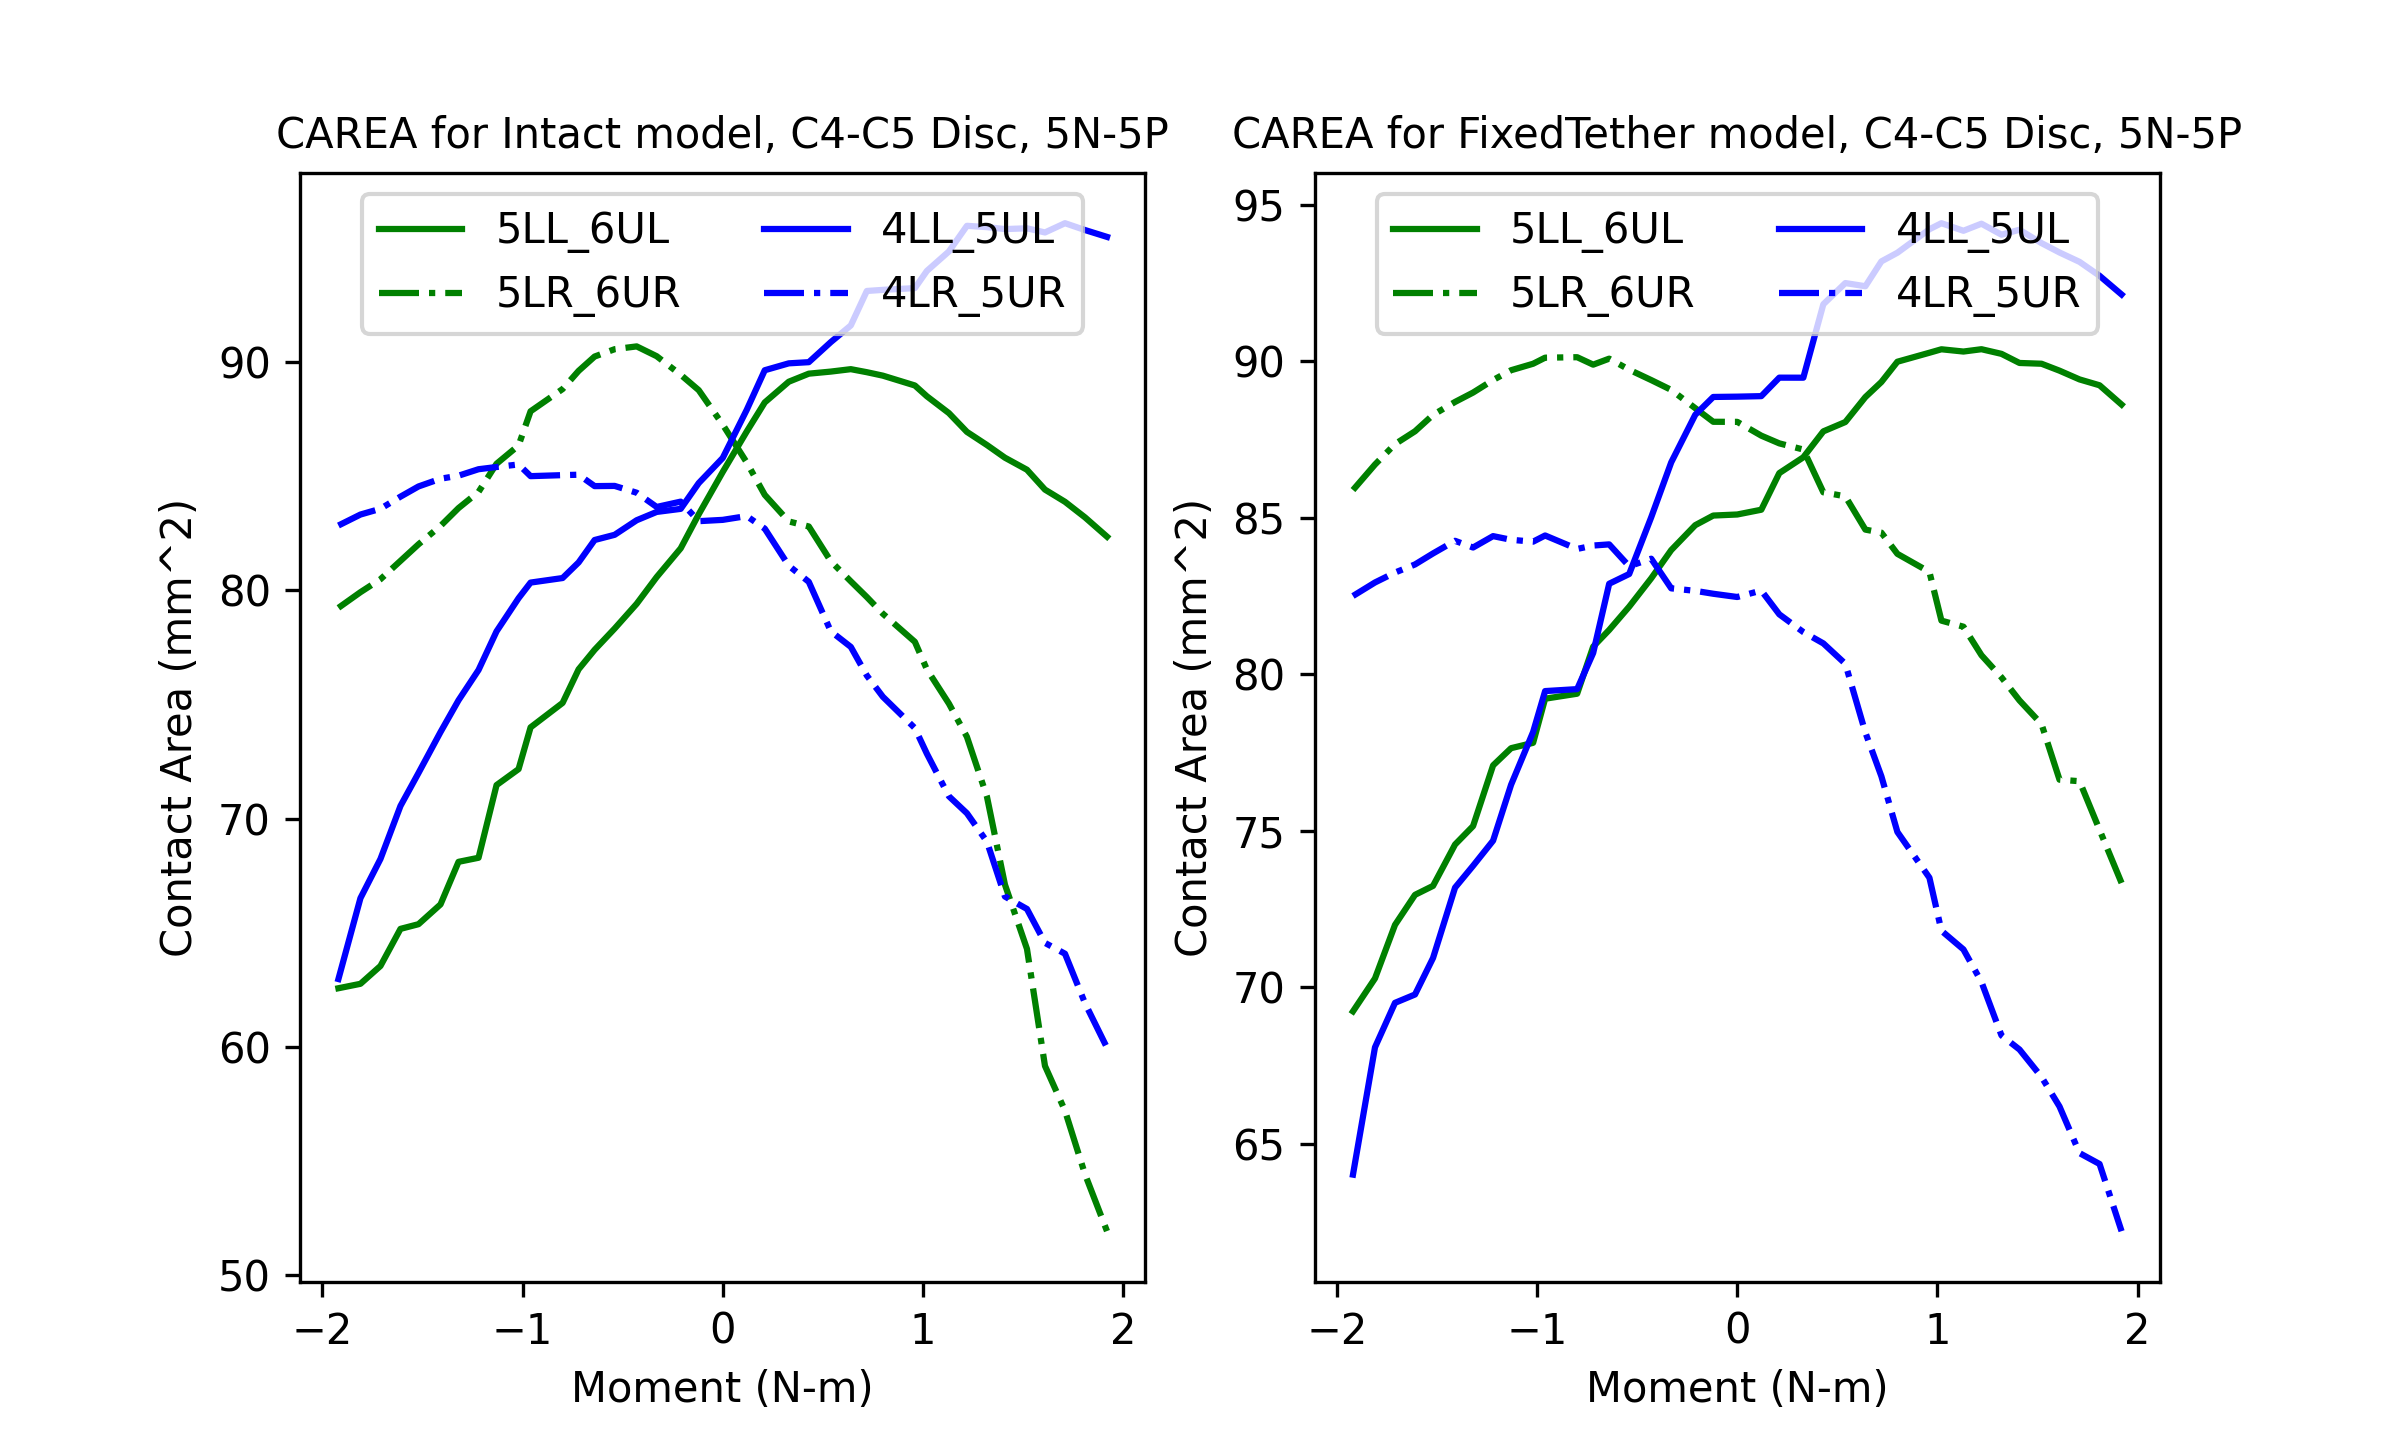 CAREA for Intact model, C4-C5 Disc, 5N-5P
5LL_6UL
5LR_6UR
4LL_5UL
4LR_5UR
90
80
70
60
50
Contact Area (mm^2)
−2 −1 0 1 2
Moment (N-m)
CAREA for FixedTether model, C4-C5 Disc, 5N-5P
5LL_6UL
5LR_6UR
4LL_5UL
4LR_5UR
95
90
85
80
75
70
65
Contact Area (mm^2)
−2 −1 0 1 2
Moment (N-m)